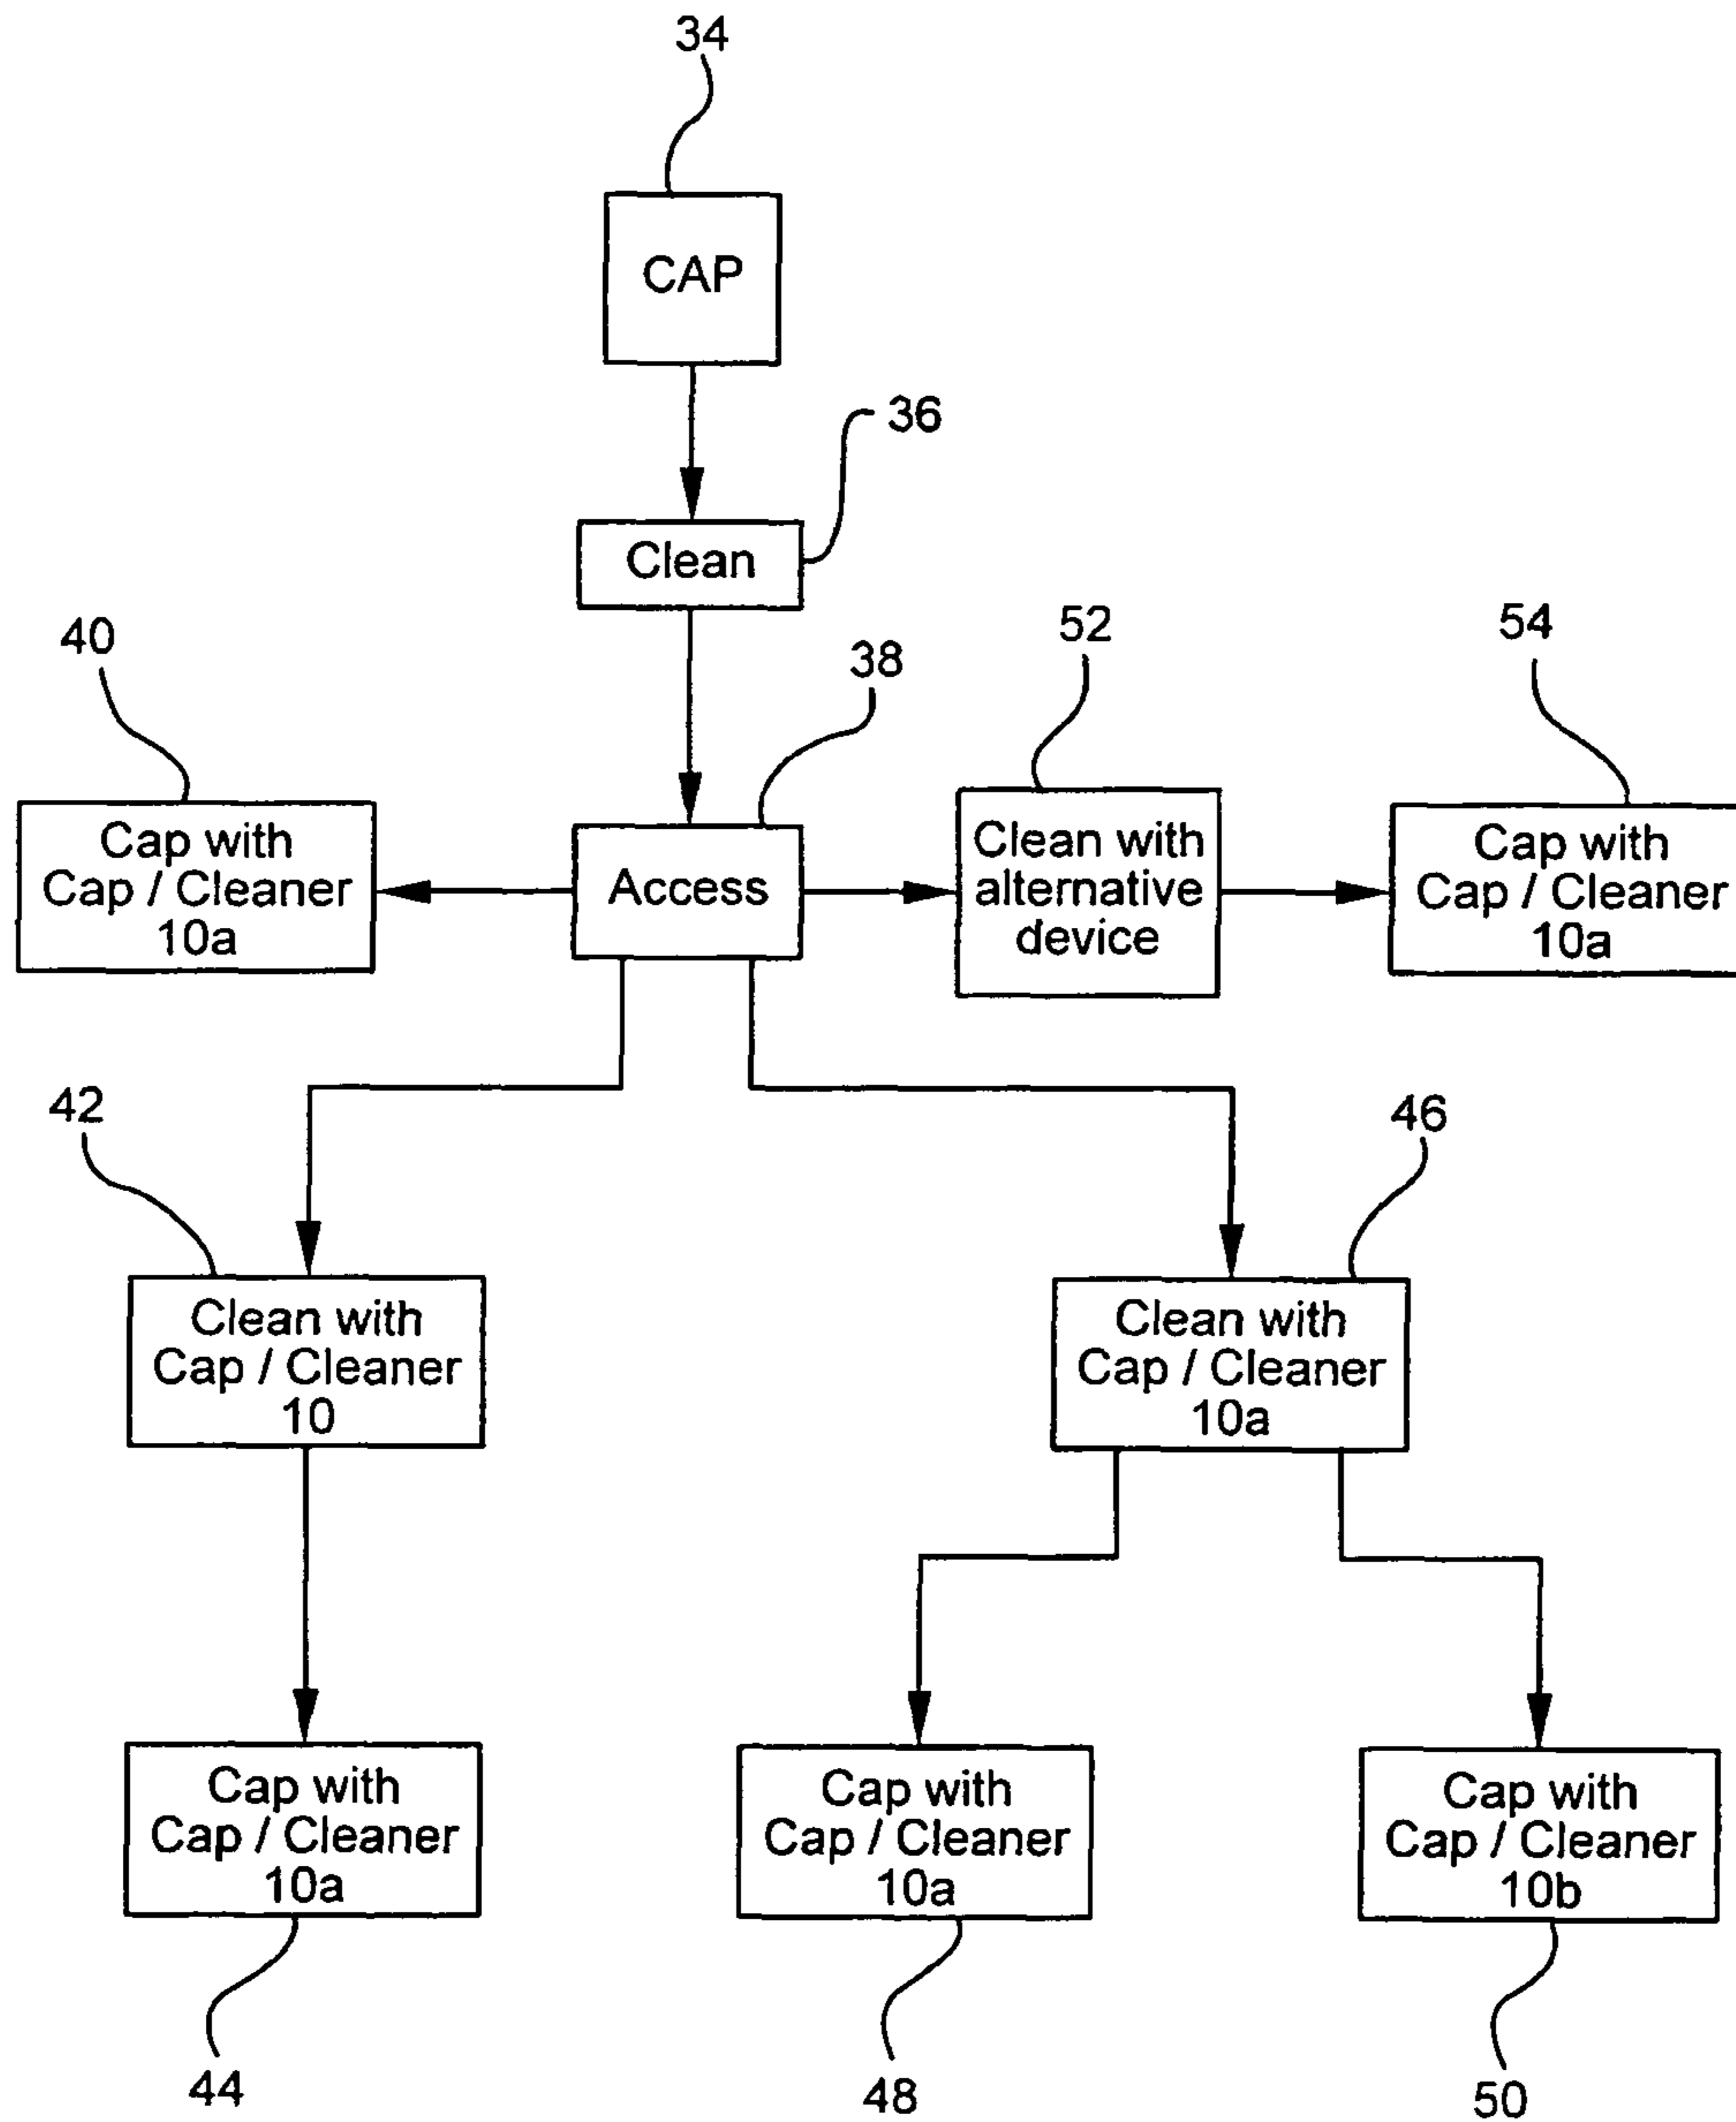 34
CAP
36
Clean
40
38
52
54
Cap with
Cap / Cleaner
10a
Access
Clean with
alternative
device
Cap with
Cap / Cleaner
10a
42
46
Clean with
Cap / Cleaner
10
Clean with
Cap / Cleaner
10a
Cap with
Cap / Cleaner
10a
Cap with
Cap / Cleaner
10a
Cap with
Cap / Cleaner
10b
44
48
50